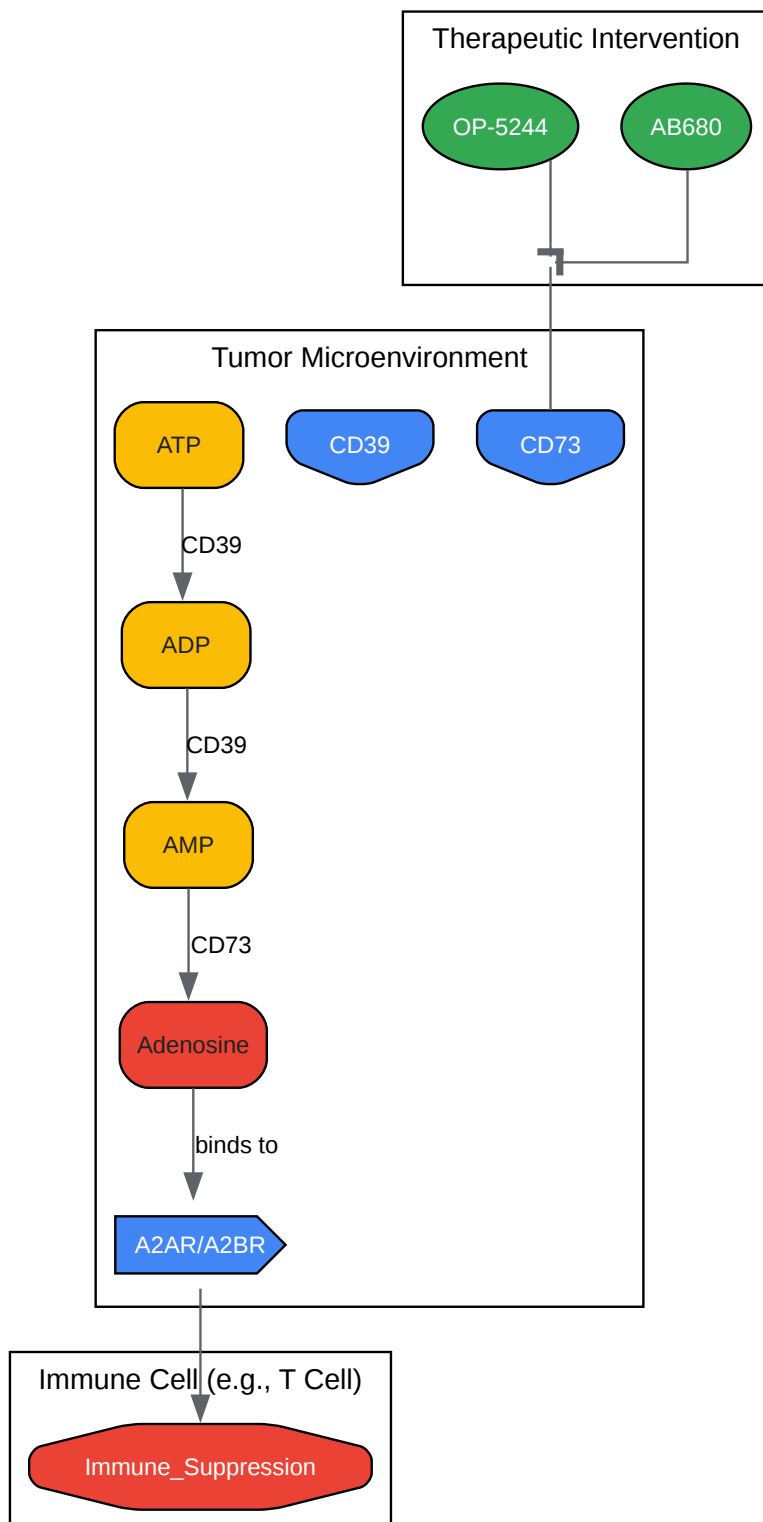 Therapeutic Intervention
OP-5244
AB680
Tumor Microenvironment
ATP
CD39
CD73
CD39
ADP
CD39
AMP
CD73
Adenosine
binds to
A2AR/A2BR
Immune Cell (e.g., T Cell)
Immune_Suppression